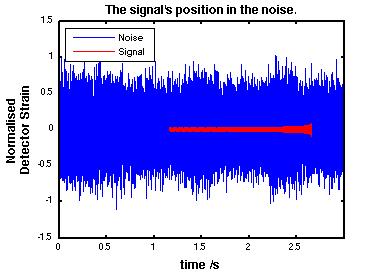 The signal's position in the noise.
1.5
Noise
Signal
1
0.5
0
-0.5
-1
-1.5
Normalised
Detector Strain
0 0.5 1 1.5 2 2.5
time /s